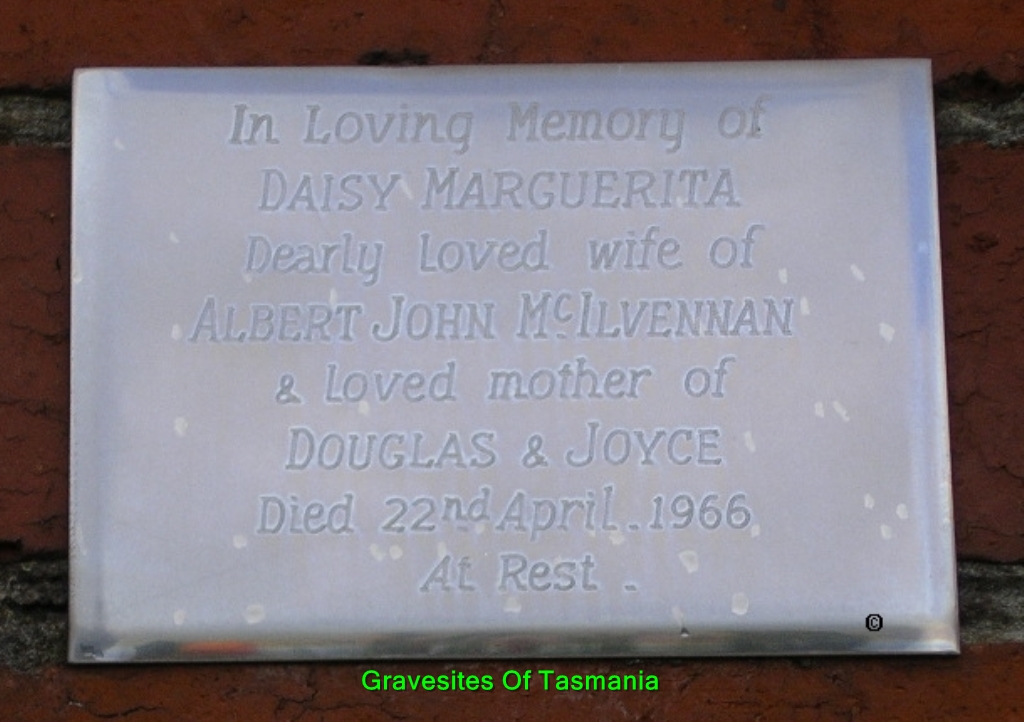 In Loving Memory of
DAISY MARGUERITA
Dearly loved wife of
ALBERT JOHN McILVENNAN
& loved mother of
DOUGLAS & JOYCE
Died 22nd April. 1966
At Rest.
©
Gravesites Of Tasmania